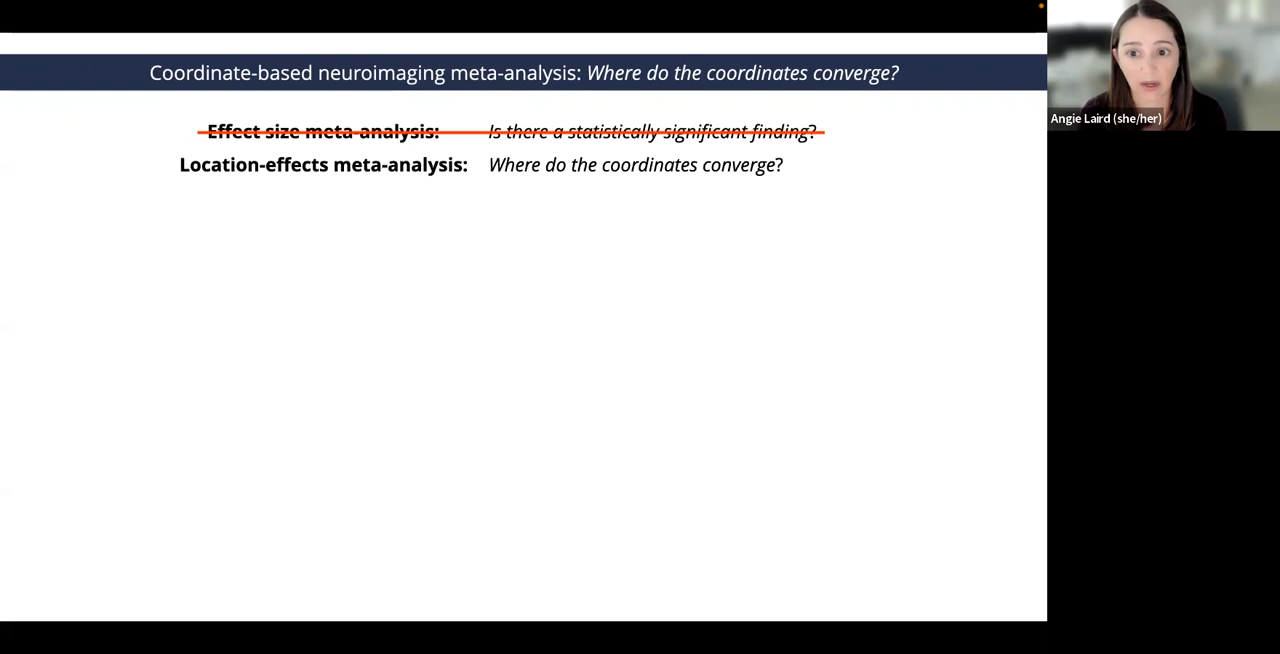 Coordinate-based neuroimaging meta-analysis: Where do the coordinates converge?
Effect size meta-analysis: Is there a statistically significant finding?
Location-effects meta-analysis: Where do the coordinates converge?
Angie Laird (she/her)